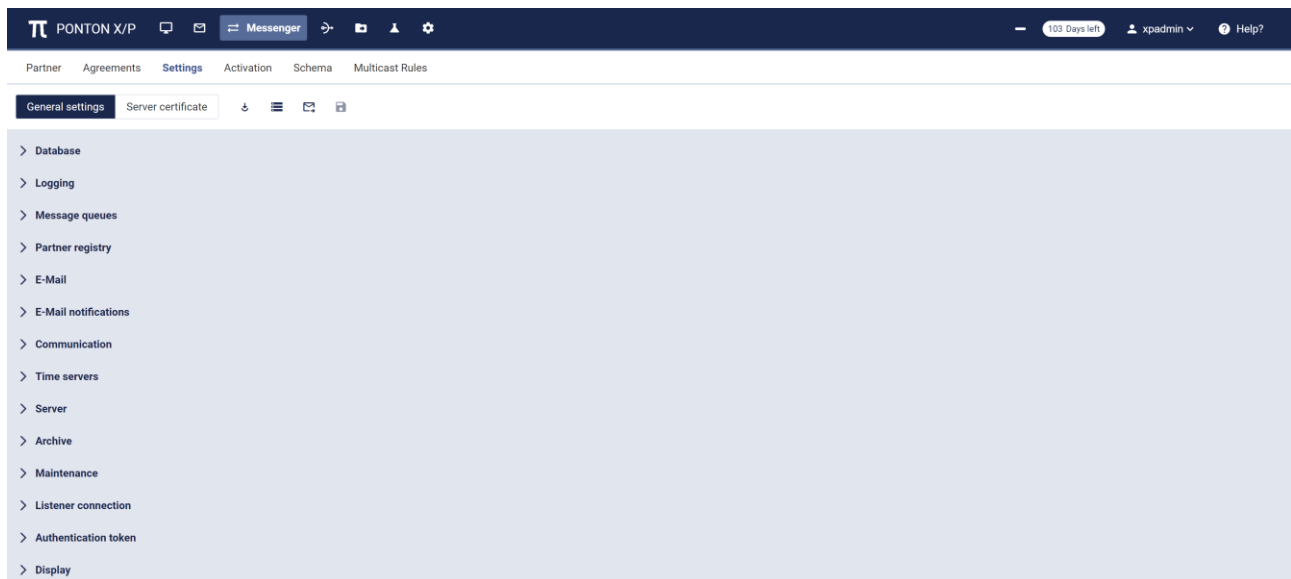 PONTON X/P Messenger 103 Days left xpadmin Help?
Partner Agreements Settings Activation Schema Multicast Rules
General settings Server certificate
Database
Logging
Message queues
Partner registry
E-Mail
E-Mail notifications
Communication
Time servers
Server
Archive
Maintenance
Listener connection
Authentication token
Display